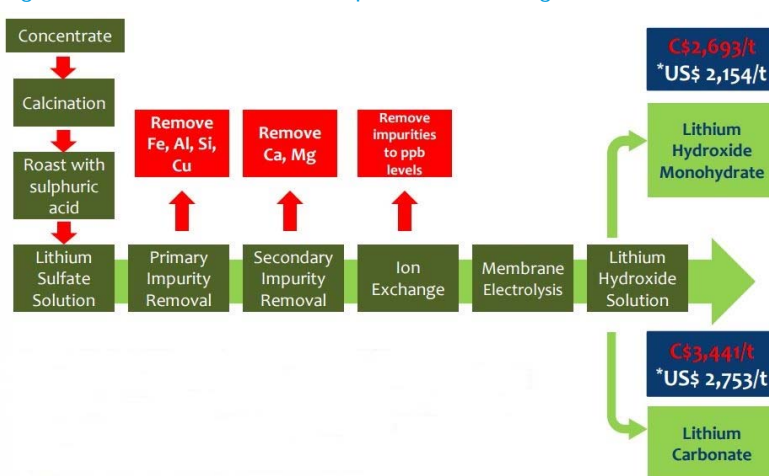 Concentrate
Calcination
Roast with
sulphuric
acid
Lithium
Sulfate
Solution
Remove
Fe, Al, Si,
Cu
Primary
Impurity
Removal
Remove
Ca, Mg
Secondary
Impurity
Removal
Remove
impurities
to ppb
levels
Ion
Exchange
Membrane
Electrolysis
Lithium
Hydroxide
Solution
C$2,693/t
*US$ 2,154/t
Lithium
Hydroxide
Monohydrate
C$3,441/t
*US$ 2,753/t
Lithium
Carbonate